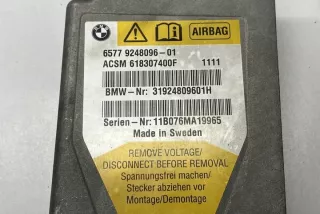 BMW
AIRBAG
6577 9248096-01
ACSM 618307400F 1111
BMW-Nr: 31924809601H
Serien-Nr: 11B076MA19965
Made in Sweden
REMOVE VOLTAGE/
DISCONNECT BEFORE REMOVAL
Spannungsfrei machen/
Stecker abziehen vor
Montage/Demontage